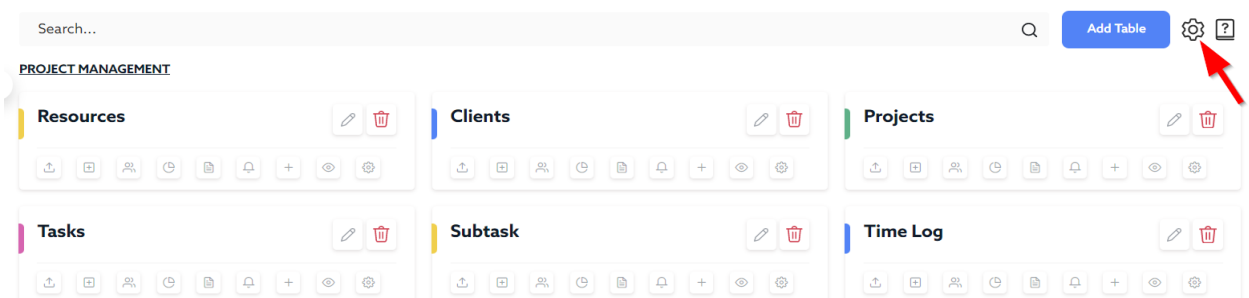 Search...
Add Table
?
PROJECT MANAGEMENT
Resources
Clients
Projects
Tasks
Subtask
Time Log